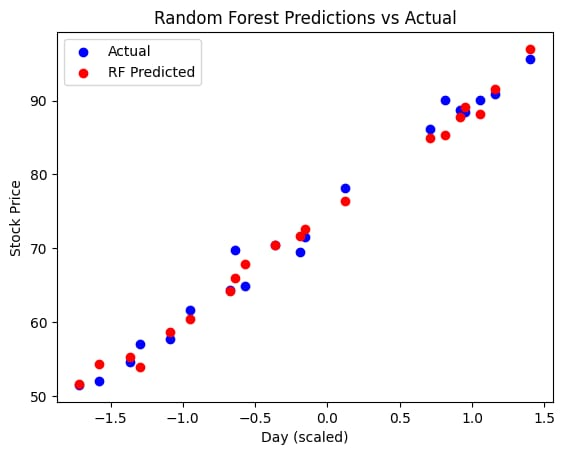 Random Forest Predictions vs Actual
Actual
RF Predicted
90
80
70
60
50
Stock Price
−1.5 −1.0 −0.5 0.0 0.5 1.0 1.5
Day (scaled)